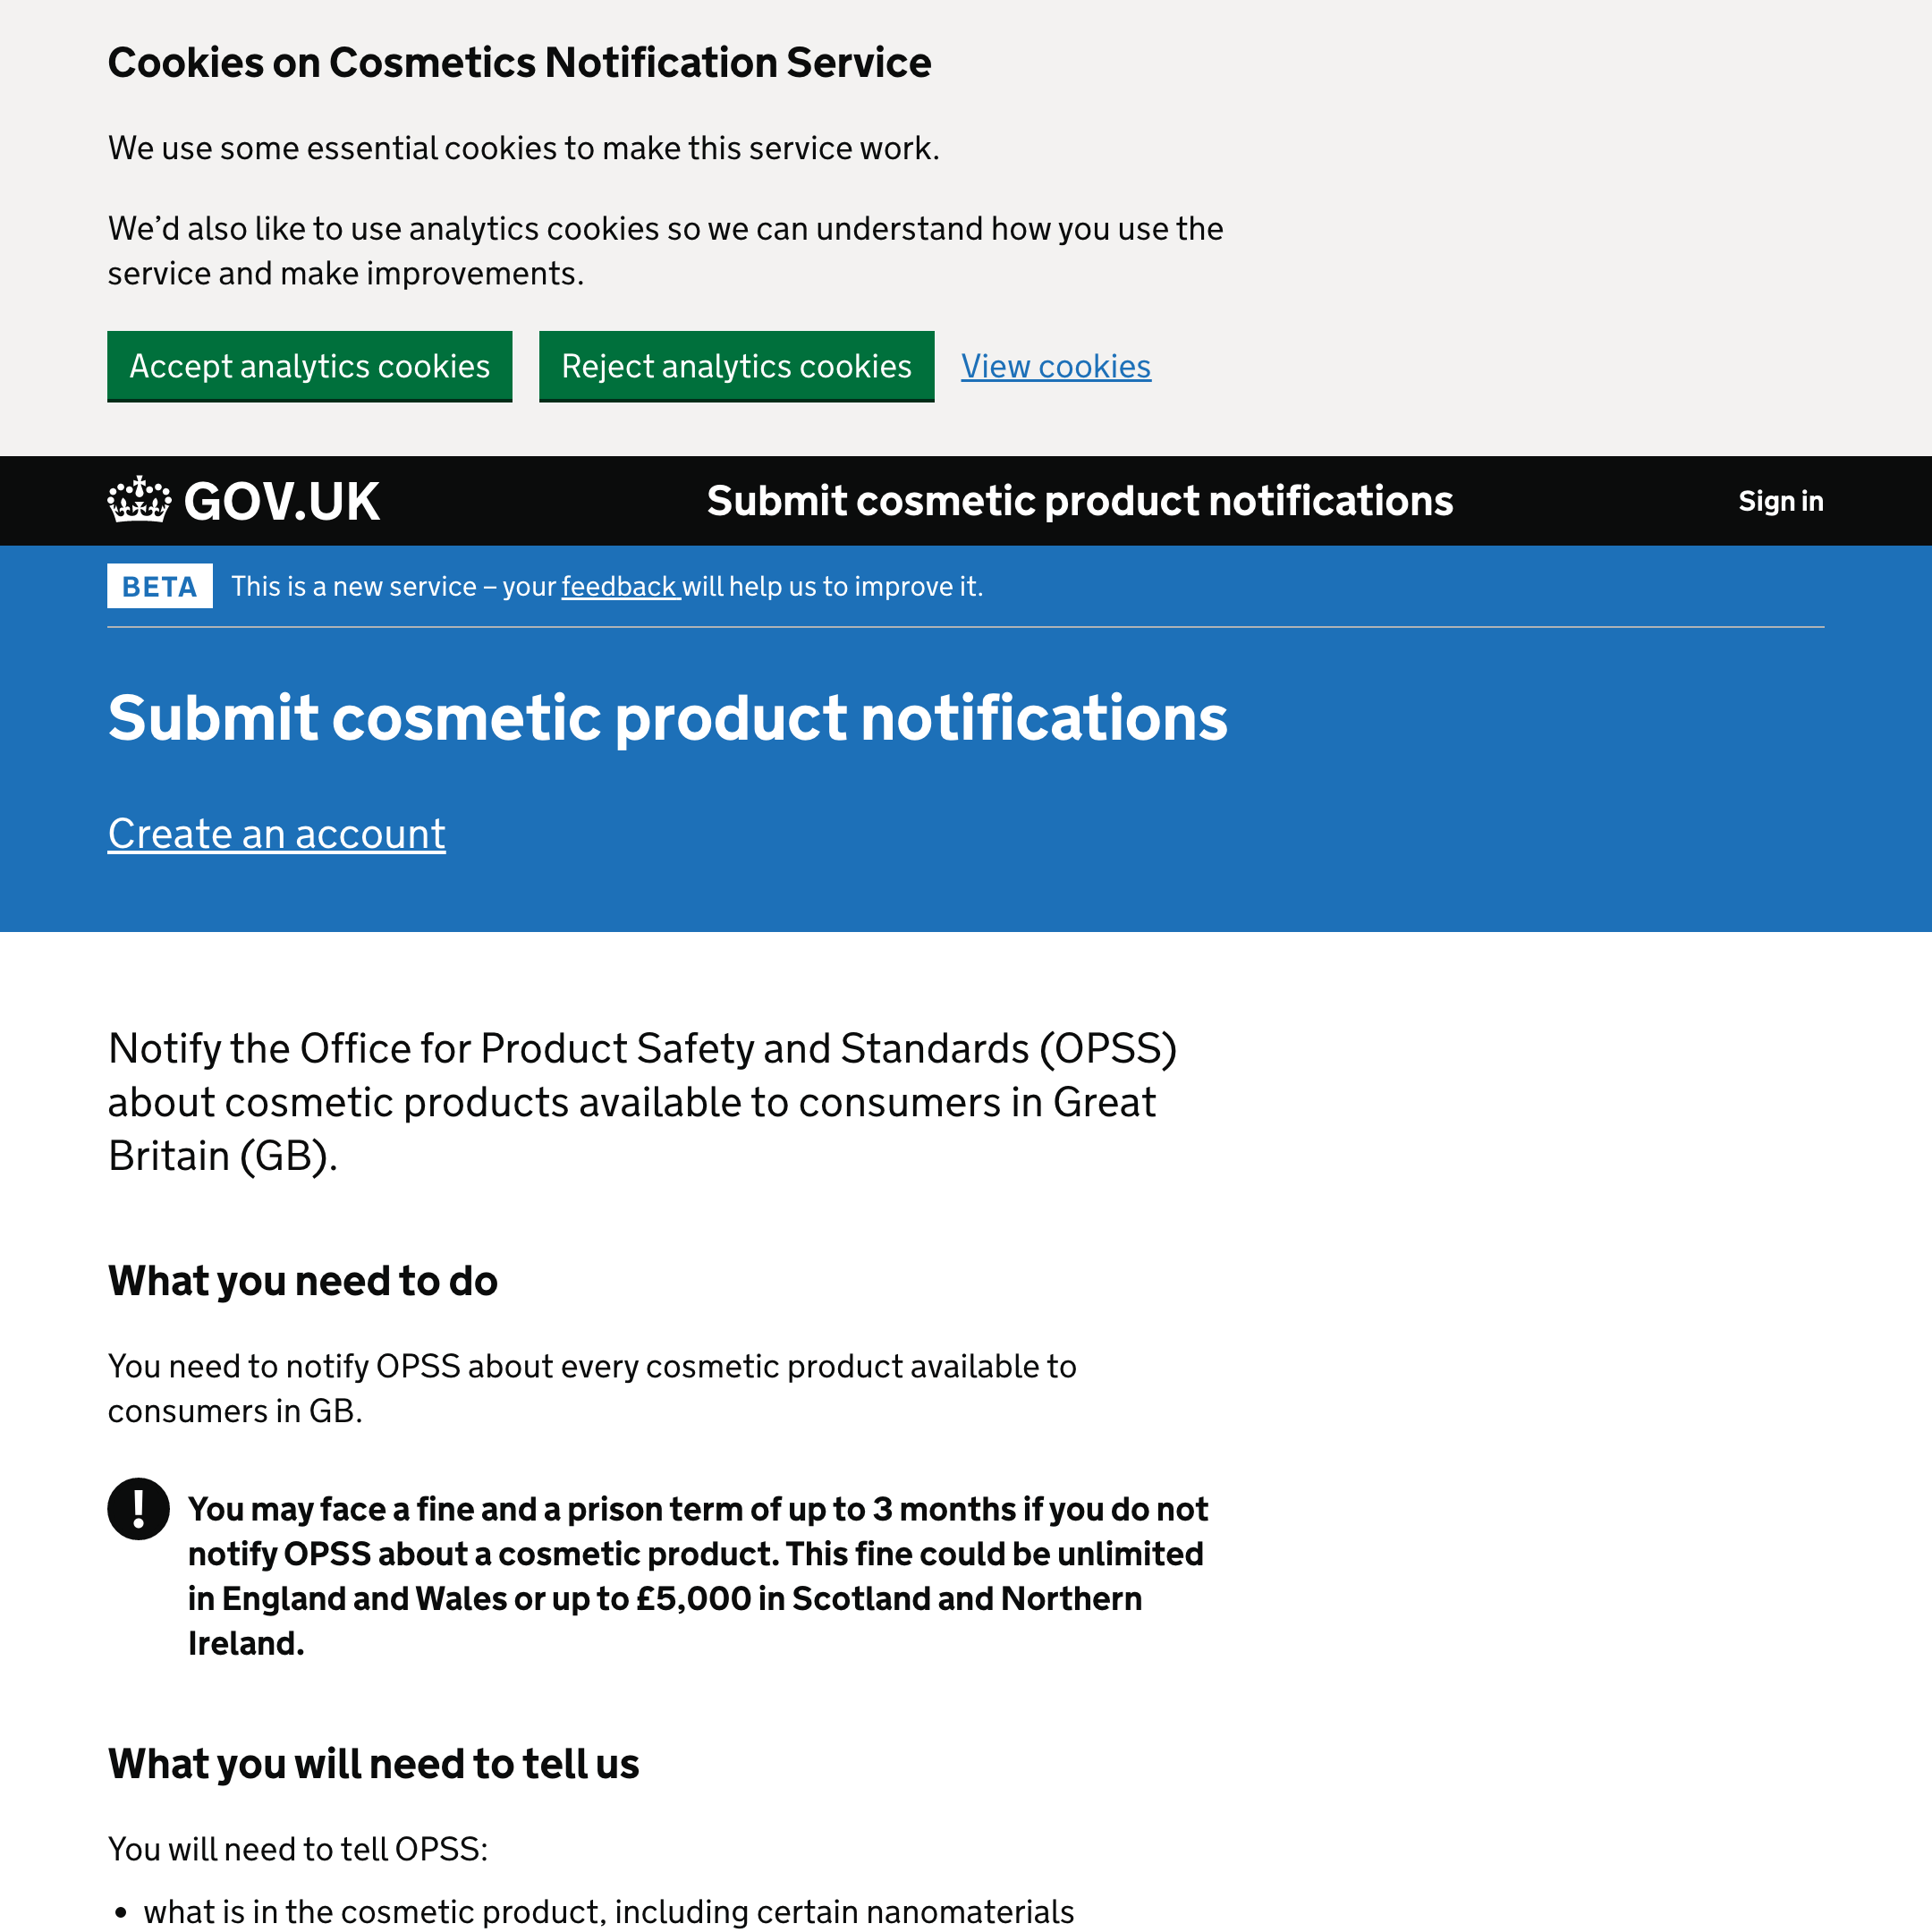 Cookies on Cosmetics Notification Service
We use some essential cookies to make this service work.
We’d also like to use analytics cookies so we can understand how you use the
service and make improvements.
Accept analytics cookies
Reject analytics cookies
View cookies
GOV.UK
Submit cosmetic product notifications
Sign in
BETA
This is a new service – your feedback will help us to improve it.
Submit cosmetic product notifications
Create an account
Notify the Office for Product Safety and Standards (OPSS)
about cosmetic products available to consumers in Great
Britain (GB).
What you need to do
You need to notify OPSS about every cosmetic product available to
consumers in GB.
! You may face a fine and a prison term of up to 3 months if you do not
notify OPSS about a cosmetic product. This fine could be unlimited
in England and Wales or up to £5,000 in Scotland and Northern
Ireland.
What you will need to tell us
You will need to tell OPSS:
• what is in the cosmetic product, including certain nanomaterials